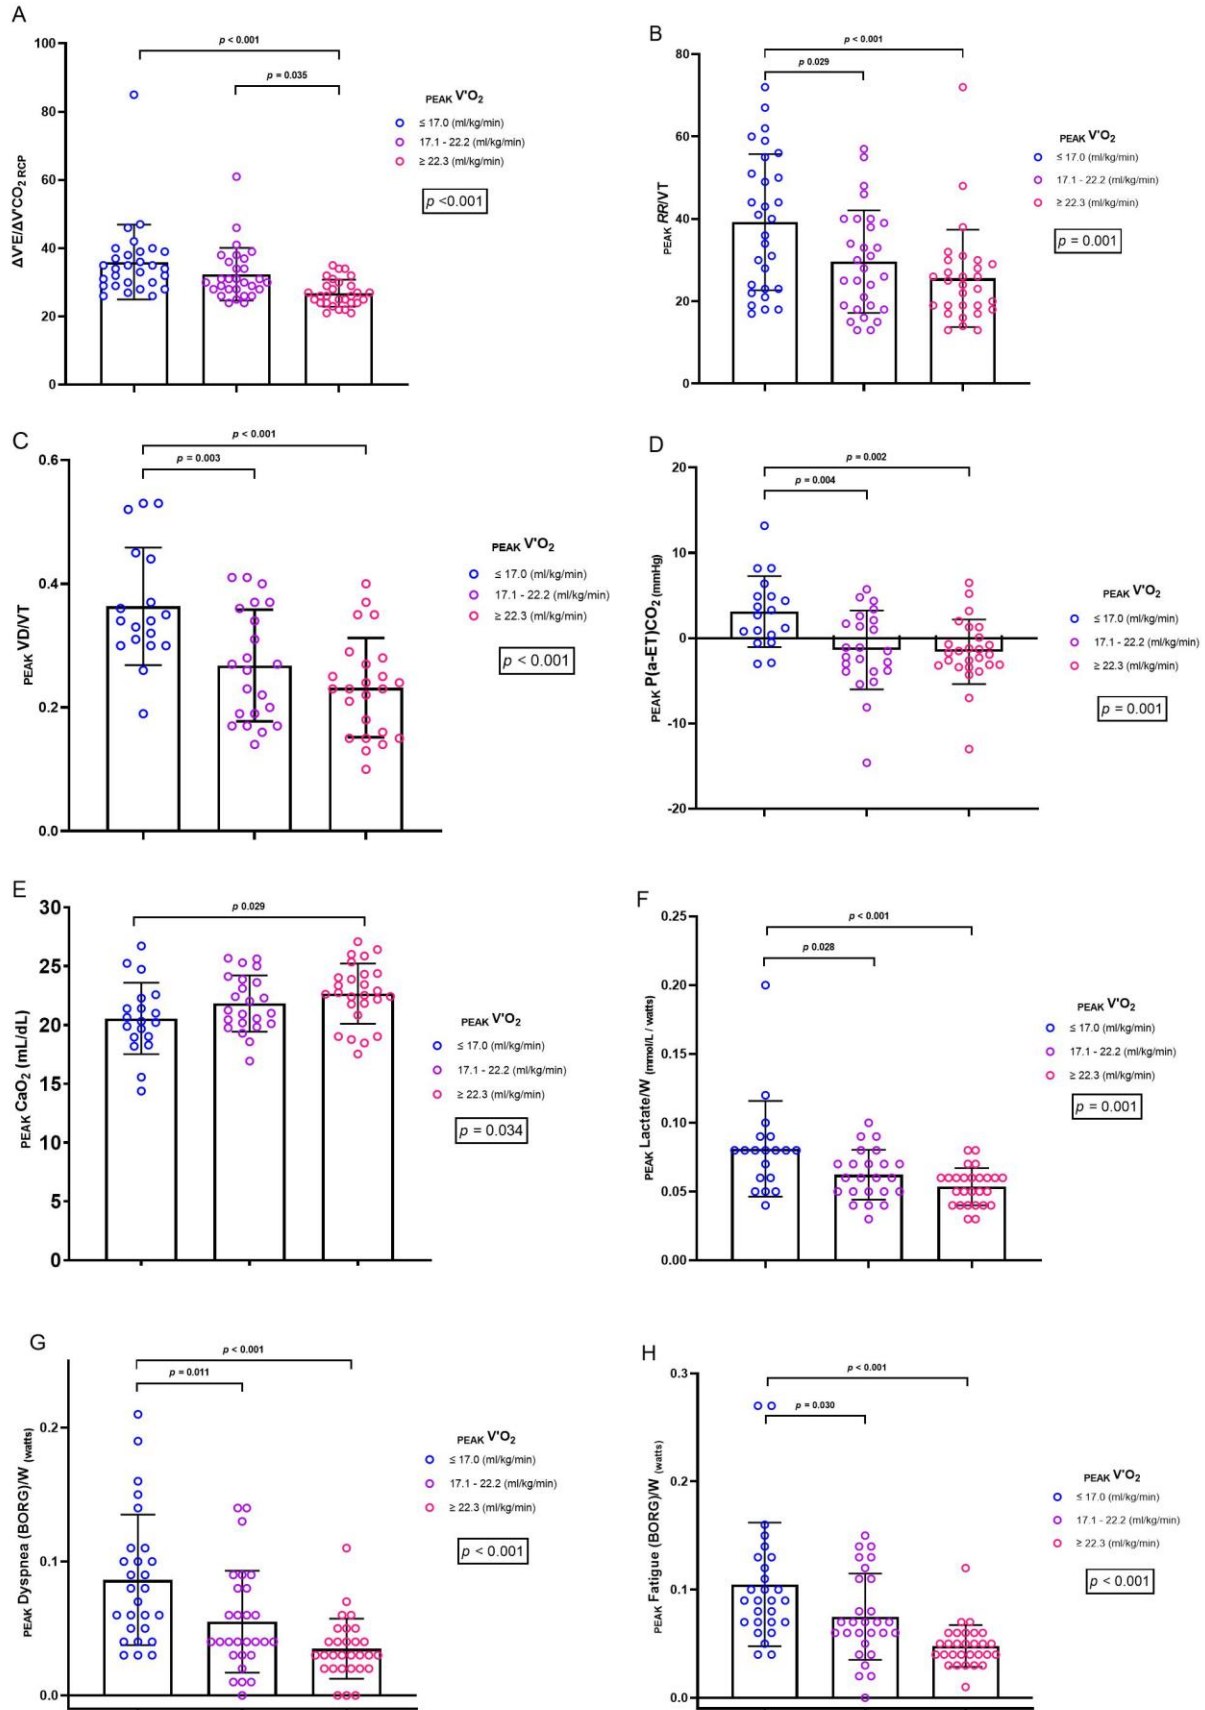 A
p < 0.001
p = 0.035
100
80
60
40
20
0
ΔV'E/ΔV'CO2 RCP
PEAK V'O2
≤ 17.0 (ml/kg/min)
17.1 - 22.2 (ml/kg/min)
≥ 22.3 (ml/kg/min)
p <0.001
B
p < 0.001
p 0.029
80
60
40
20
0
PEAK RR/VT
PEAK V'O2
≤ 17.0 (ml/kg/min)
17.1 - 22.2 (ml/kg/min)
≥ 22.3 (ml/kg/min)
p = 0.001
C
p < 0.001
p = 0.003
0.6
0.4
0.2
0.0
PEAK VD/VT
PEAK V'O2
≤ 17.0 (ml/kg/min)
17.1 - 22.2 (ml/kg/min)
≥ 22.3 (ml/kg/min)
p < 0.001
D
p = 0.002
p = 0.004
20
10
0
-10
-20
PEAK P(a-ET)CO2 (mmHg)
PEAK V'O2
≤ 17.0 (ml/kg/min)
17.1 - 22.2 (ml/kg/min)
≥ 22.3 (ml/kg/min)
p = 0.001
E
p 0.029
30
25
20
15
10
5
0
PEAK CaO2 (mL/dL)
PEAK V'O2
≤ 17.0 (ml/kg/min)
17.1 - 22.2 (ml/kg/min)
≥ 22.3 (ml/kg/min)
p = 0.034
F
p < 0.001
p 0.028
0.25
0.20
0.15
0.10
0.05
0.00
PEAK Lactate/W (mmol/L / watts)
PEAK V'O2
≤ 17.0 (ml/kg/min)
17.1 - 22.2 (ml/kg/min)
≥ 22.3 (ml/kg/min)
p = 0.001
G
p < 0.001
p = 0.011
0.2
0.1
0.0
PEAK Dyspnea (BORG)/W (watts)
PEAK V'O2
≤ 17.0 (ml/kg/min)
17.1 - 22.2 (ml/kg/min)
≥ 22.3 (ml/kg/min)
p < 0.001
H
p < 0.001
p = 0.030
0.3
0.2
0.1
0.0
PEAK Fatigue (BORG)/W (watts)
PEAK V'O2
≤ 17.0 (ml/kg/min)
17.1 - 22.2 (ml/kg/min)
≥ 22.3 (ml/kg/min)
p < 0.001